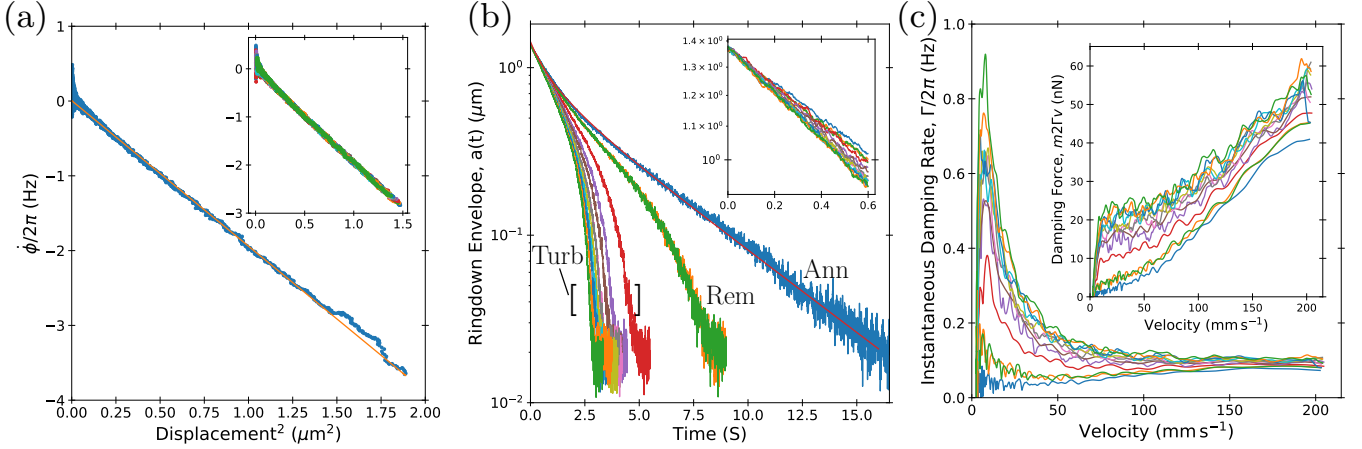 (a)
1
0
−1
−2
−3
−4
0.00 0.25 0.50 0.75 1.00 1.25 1.50 1.75 2.00
Displacement² (μm²)
ϕ̇/2π (Hz)
0
−1
−2
−3
0.0 0.5 1.0 1.5
(b)
10⁰
10⁻¹
10⁻²
0.0 2.5 5.0 7.5 10.0 12.5 15.0
Time (S)
Ringdown Envelope, a(t) (μm)
Turb
[ ]
Rem
Ann
1.4 × 10⁰
1.3 × 10⁰
1.2 × 10⁰
1.1 × 10⁰
10⁰
0.0 0.2 0.4 0.6
(c)
1.0
0.8
0.6
0.4
0.2
0.0
0 50 100 150 200
Velocity (mm s⁻¹)
Instantaneous Damping Rate, Γ/2π (Hz)
60
50
40
30
20
10
0
0 50 100 150 200
Velocity (mm s⁻¹)
Damping Force, m2Γv (nN)